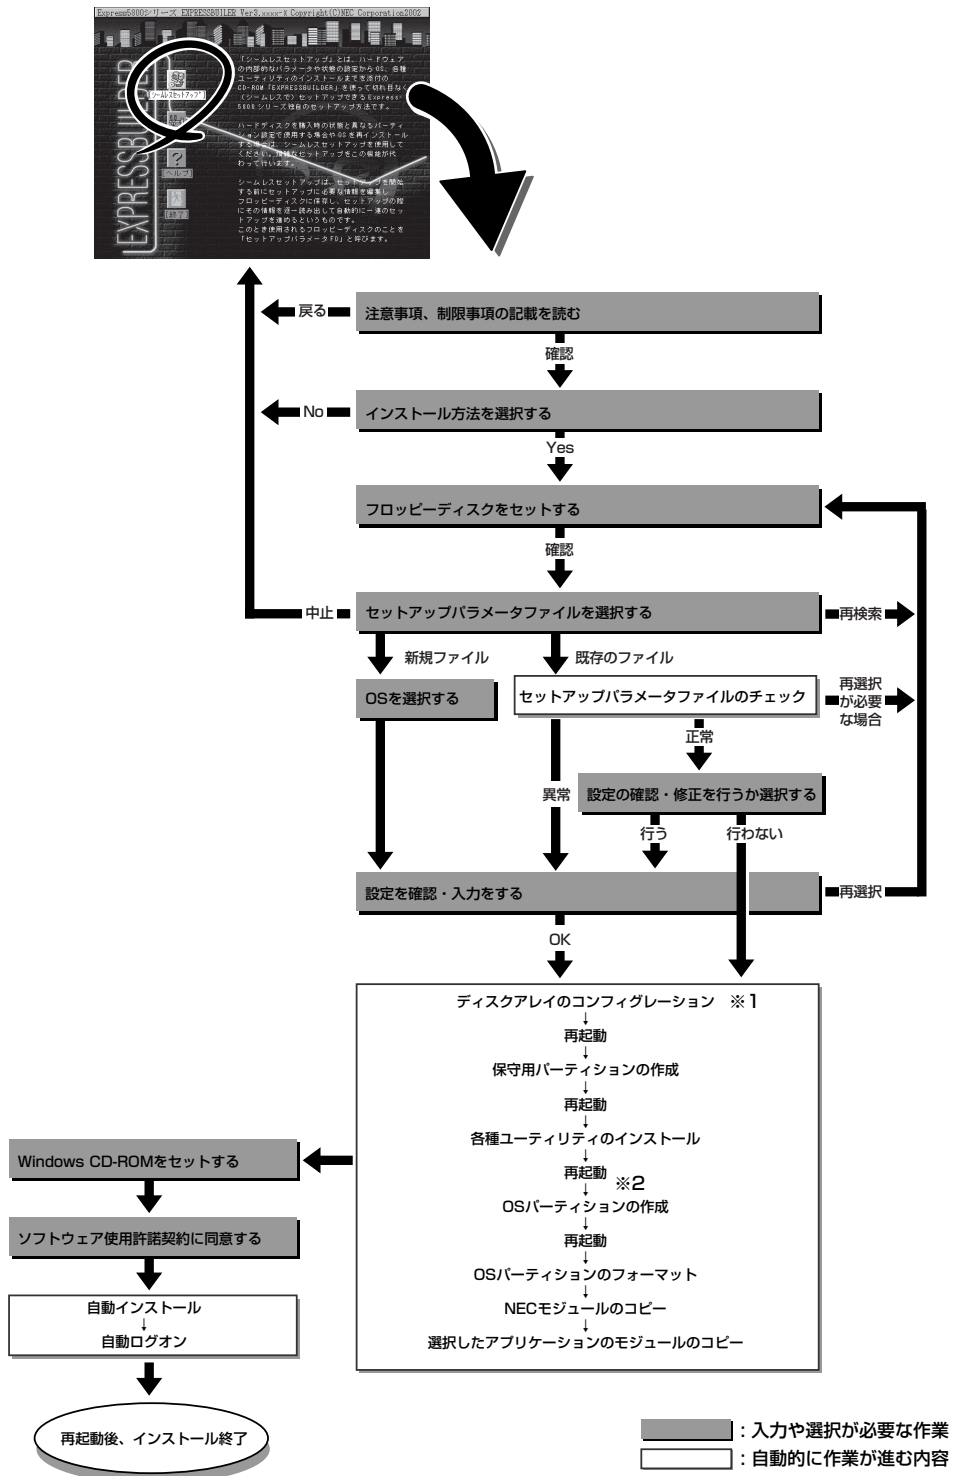 Express5800シリーズ EXPRESSBUILER Ver3.xxxx-x Copyright(C)NEC Corporation2002
EXPRESSBUILDER
[シームレスセットアップ]
?
[ヘルプ]
[終了]
「シームレスセットアップ」とは、ハードウェア
の内部的なパラメータや状態の設定からOS、各種
ユーティリティのインストールまでを添付の
CD-ROM「EXPRESSBUILDER」を使って切れ目なく
(シームレスで)セットアップできるExpress-
5800シリーズ独自のセットアップ方法です。
ハードディスクを購入時の状態と異なるパーティ
ション設定で使用する場合やOSを再インストール
する場合は、シームレスセットアップを使用して
ください。煩雑なセットアップをこの機能が代
わって行います。
シームレスセットアップは、セットアップを開始
する前にセットアップに必要な情報を編集し
フロッピーディスクに保存し、セットアップの際
にその情報を逐一読み出して自動的に一連のセッ
トアップを進めるというものです。
このとき使用されるフロッピーディスクのことを
「セットアップパラメータFD」と呼びます。
戻る
注意事項、制限事項の記載を読む
確認
No
インストール方法を選択する
Yes
フロッピーディスクをセットする
確認
中止
セットアップパラメータファイルを選択する
再検索
新規ファイル
既存のファイル
OSを選択する
セットアップパラメータファイルのチェック
再選択
が必要
な場合
正常
異常
設定の確認・修正を行うか選択する
行う
行わない
設定を確認・入力をする
再選択
OK
ディスクアレイのコンフィグレーション ※1
↓
再起動
↓
保守用パーティションの作成
↓
再起動
↓
各種ユーティリティのインストール
↓
再起動
↓ ※2
OSパーティションの作成
↓
再起動
↓
OSパーティションのフォーマット
↓
NECモジュールのコピー
↓
選択したアプリケーションのモジュールのコピー
Windows CD-ROMをセットする
ソフトウェア使用許諾契約に同意する
自動インストール
↓
自動ログオン
再起動後、インストール終了
:入力や選択が必要な作業
:自動的に作業が進む内容